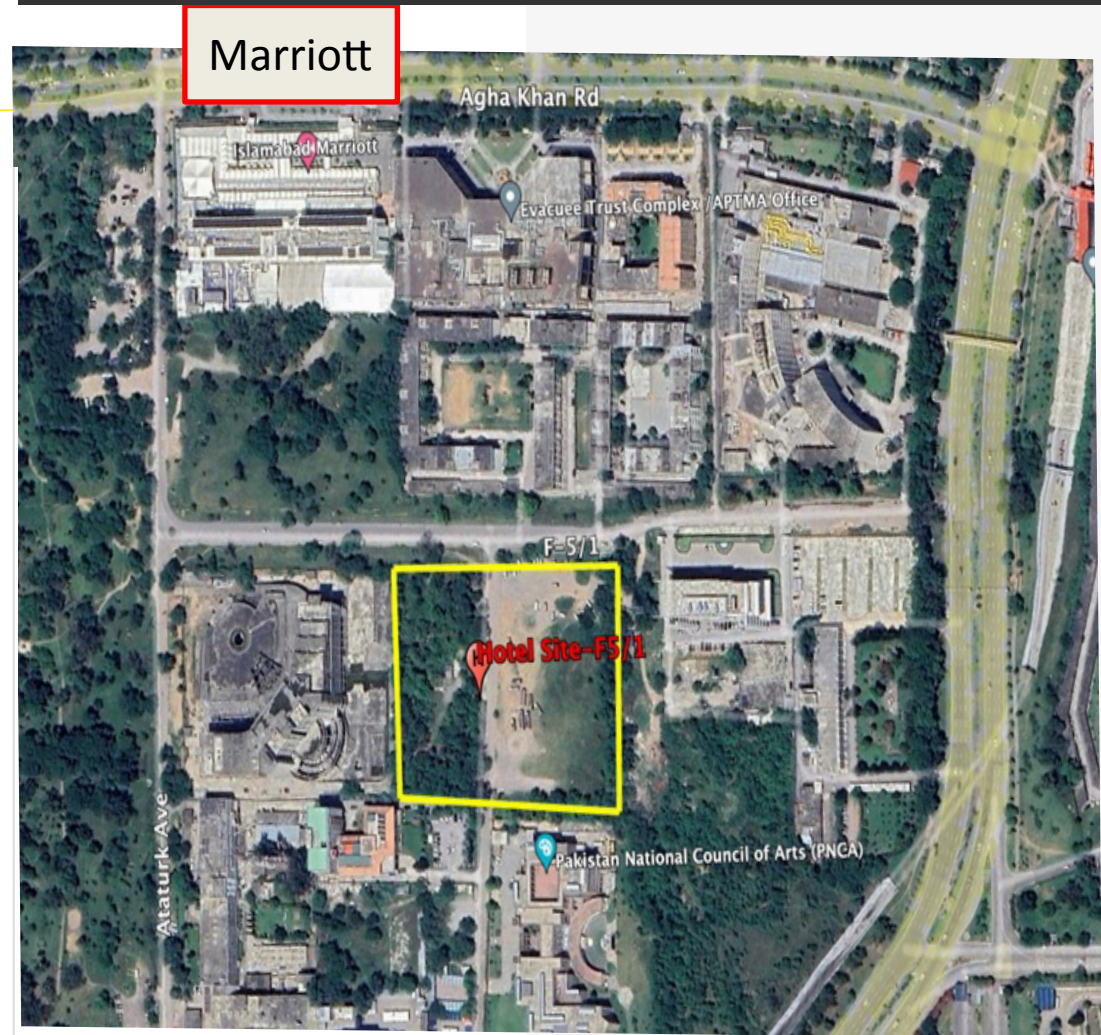 Marriott
Agha Khan Rd
Islamabad Marriott
Evacuee Trust Complex /APTMA Office
F-5/1
Hotel Site-F5/1
Pakistan National Council of Arts (PNCA)
Ataturk Ave